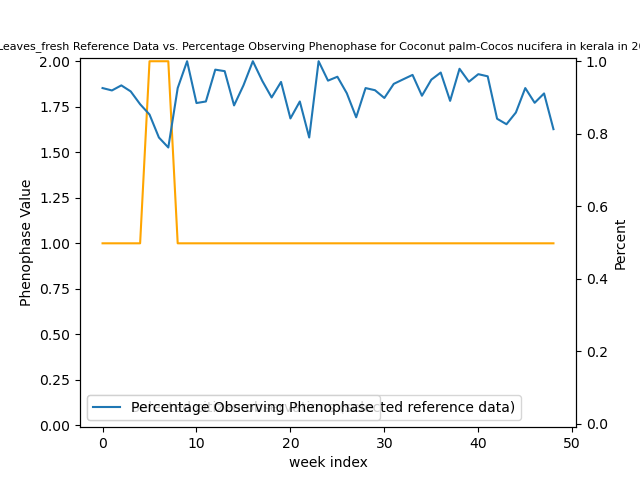 Leaves_fresh Reference Data vs. Percentage Observing Phenophase for Coconut palm-Cocos nucifera in kerala in 20
2.00
1.75
1.50
1.25
1.00
0.75
0.50
0.25
0.00
Phenophase Value
1.0
0.8
0.6
0.4
0.2
0.0
Percent
Percentage Observing Phenophase
ted reference data)
0 10 20 30 40 50
week index